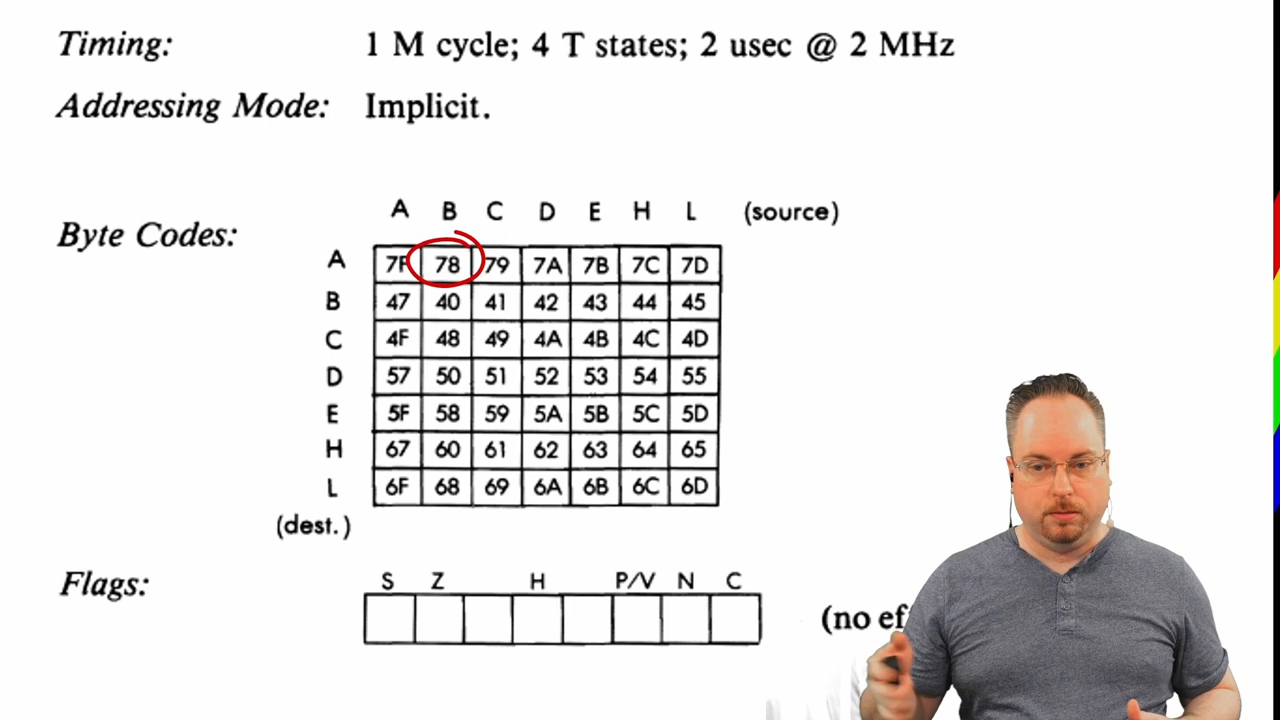 Timing: 1 M cycle; 4 T states; 2 usec @ 2 MHz
Addressing Mode: Implicit.
Byte Codes:
A B C D E H L (source)
A 7F 78 79 7A 7B 7C 7D
B 47 40 41 42 43 44 45
C 4F 48 49 4A 4B 4C 4D
D 57 50 51 52 53 54 55
E 5F 58 59 5A 5B 5C 5D
H 67 60 61 62 63 64 65
L 6F 68 69 6A 6B 6C 6D
(dest.)
Flags: S Z H P/V N C
(no